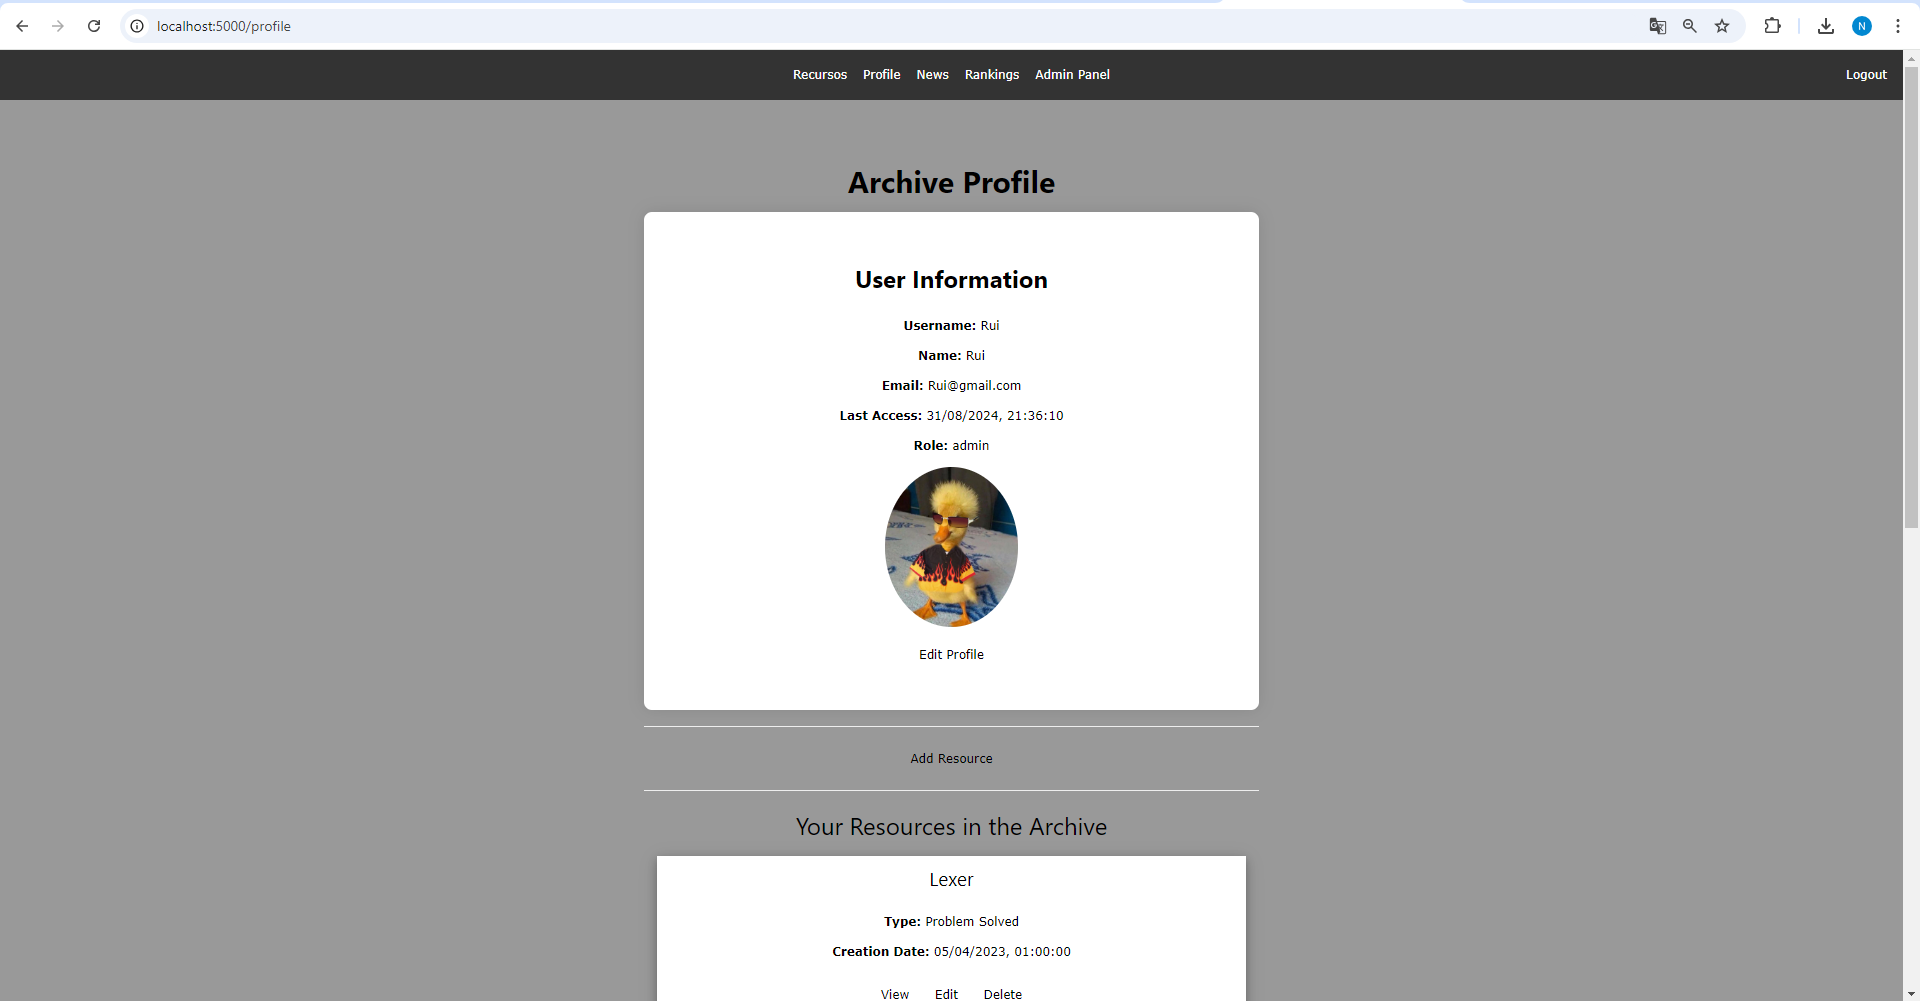 localhost:5000/profile
N
Recursos Profile News Rankings Admin Panel Logout
Archive Profile
User Information
Username: Rui
Name: Rui
Email: Rui@gmail.com
Last Access: 31/08/2024, 21:36:10
Role: admin
Edit Profile
Add Resource
Your Resources in the Archive
Lexer
Type: Problem Solved
Creation Date: 05/04/2023, 01:00:00
View Edit Delete